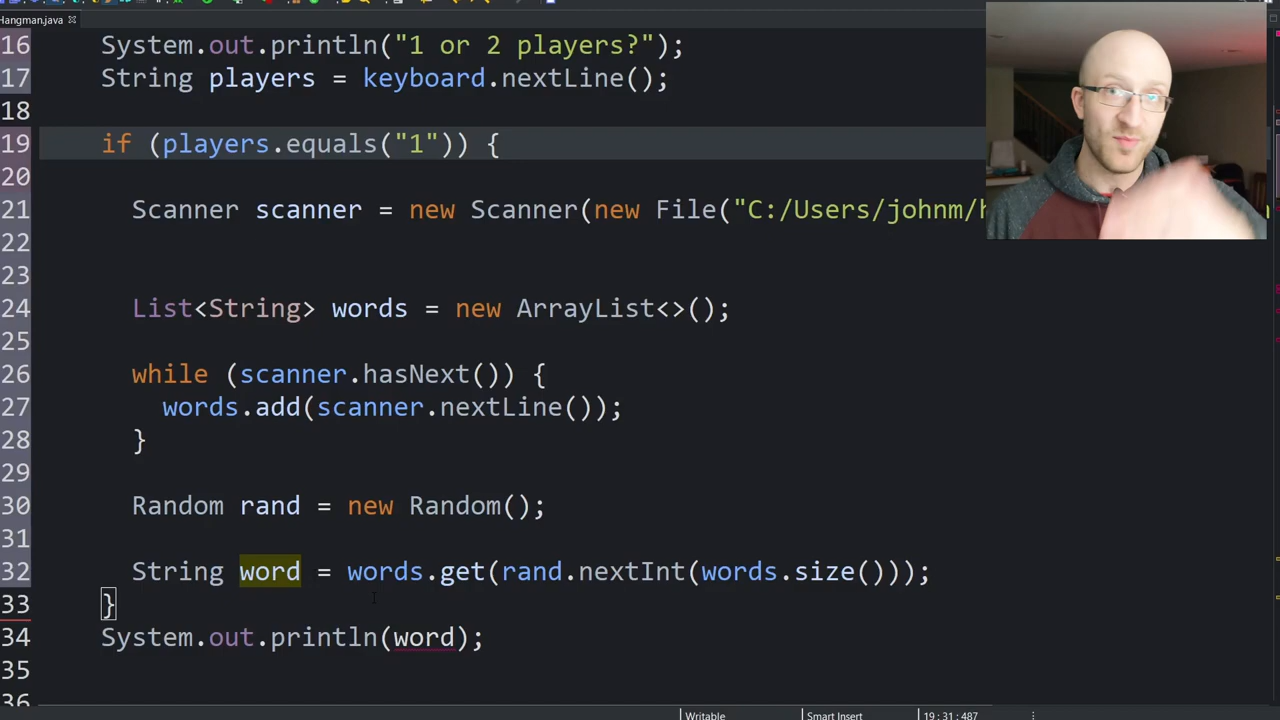 Hangman.java
16 System.out.println("1 or 2 players?");
17 String players = keyboard.nextLine();
18
19 if (players.equals("1")) {
20
21 Scanner scanner = new Scanner(new File("C:/Users/johnm/
22
23
24 List<String> words = new ArrayList<>();
25
26 while (scanner.hasNext()) {
27 words.add(scanner.nextLine());
28 }
29
30 Random rand = new Random();
31
32 String word = words.get(rand.nextInt(words.size()));
33 }
34 System.out.println(word);
35
36
Writable Smart Insert 19 : 31 : 487